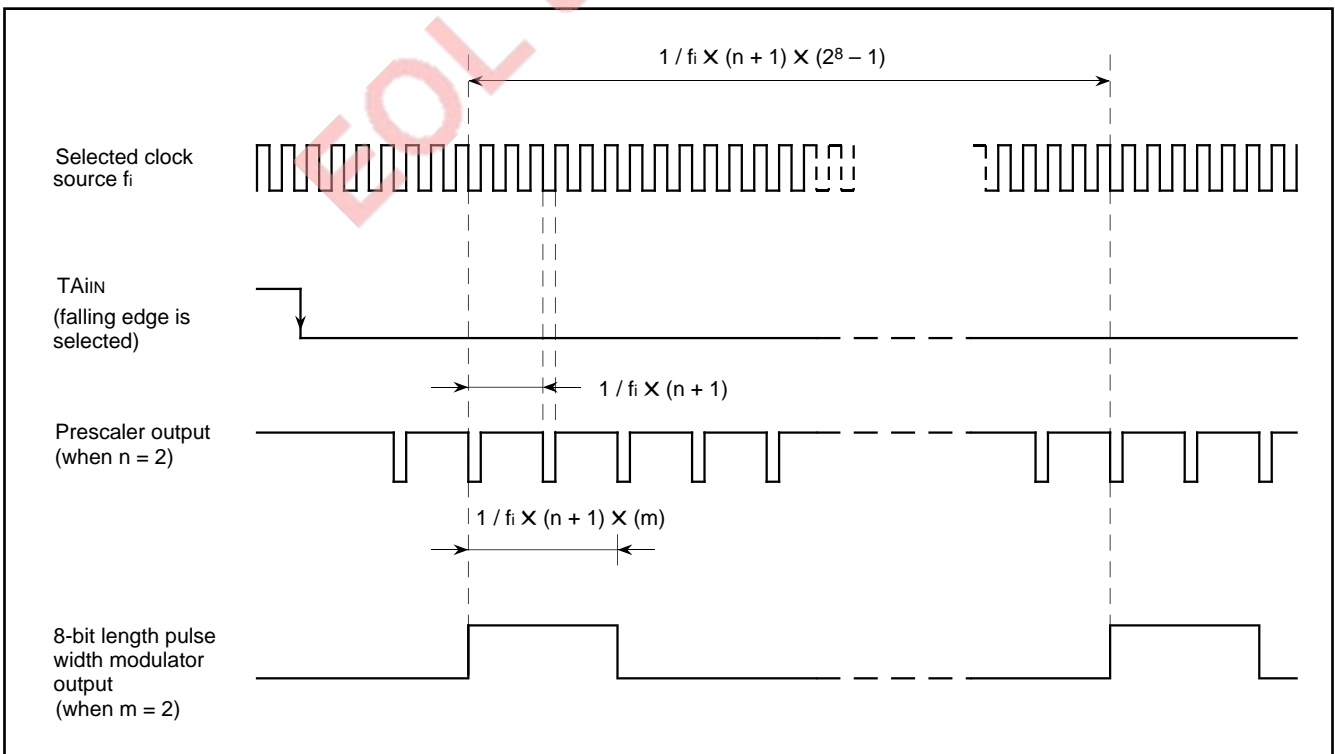 1 / fi × (n + 1) × (2⁸ – 1)
Selected clock
source fi
TAiIN
(falling edge is
selected)
1 / fi × (n + 1)
Prescaler output
(when n = 2)
1 / fi × (n + 1) × (m)
8-bit length pulse
width modulator
output
(when m = 2)
EOL